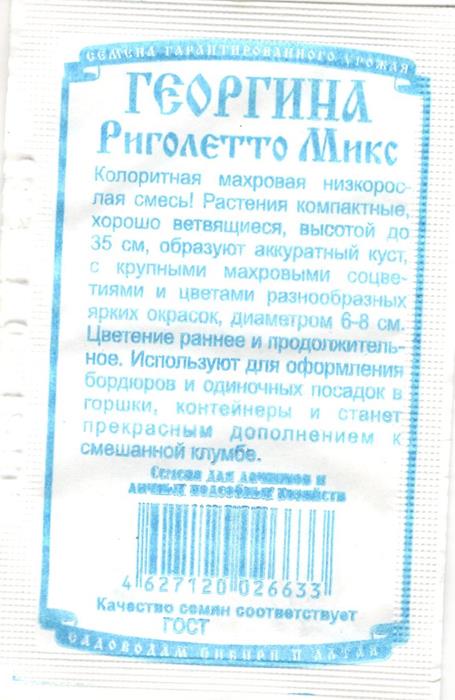 СЕМЕНА ГАРАНТИРОВАННОГО УРОЖАЯ
ГЕОРГИНА
РИГОЛЕТТО МИКС
Колоритная махровая низкорос-
лая смесь! Растения компактные,
хорошо ветвящиеся, высотой до
35 см, образуют аккуратный куст,
с крупными махровыми соцве-
тиями и цветами разнообразных
ярких окрасок, диаметром 6-8 см.
Цветение раннее и продолжитель-
ное. Используют для оформления
бордюров и одиночных посадок в
горшки, контейнеры и станет
прекрасным дополнением к
смешанной клумбе.
Семена для дачников и
личных подсобных хозяйств
4 627120 026633
Качество семян соответствует
ГОСТ
САДОВОДАМ СИБИРИ И АЛТАЯ